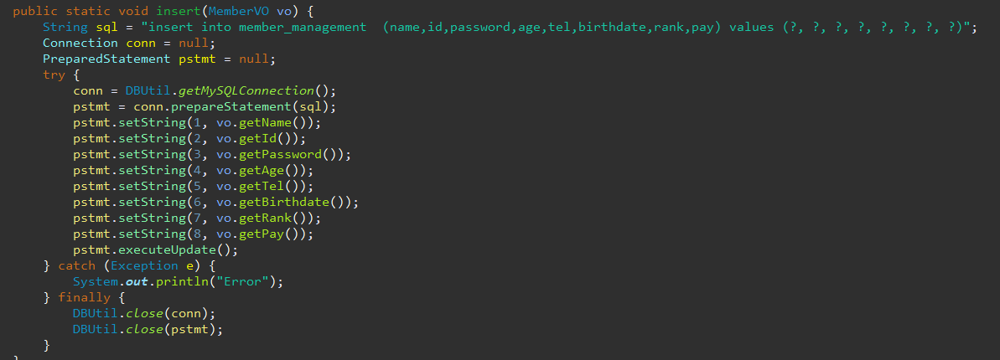 public static void insert(MemberVO vo) {
    String sql = "insert into member_management  (name,id,password,age,tel,birthdate,rank,pay) values (?, ?, ?, ?, ?, ?, ?, ?)";
    Connection conn = null;
    PreparedStatement pstmt = null;
    try {
        conn = DBUtil.getMySQLConnection();
        pstmt = conn.prepareStatement(sql);
        pstmt.setString(1, vo.getName());
        pstmt.setString(2, vo.getId());
        pstmt.setString(3, vo.getPassword());
        pstmt.setString(4, vo.getAge());
        pstmt.setString(5, vo.getTel());
        pstmt.setString(6, vo.getBirthdate());
        pstmt.setString(7, vo.getRank());
        pstmt.setString(8, vo.getPay());
        pstmt.executeUpdate();
    } catch (Exception e) {
        System.out.println("Error");
    } finally {
        DBUtil.close(conn);
        DBUtil.close(pstmt);
    }
}